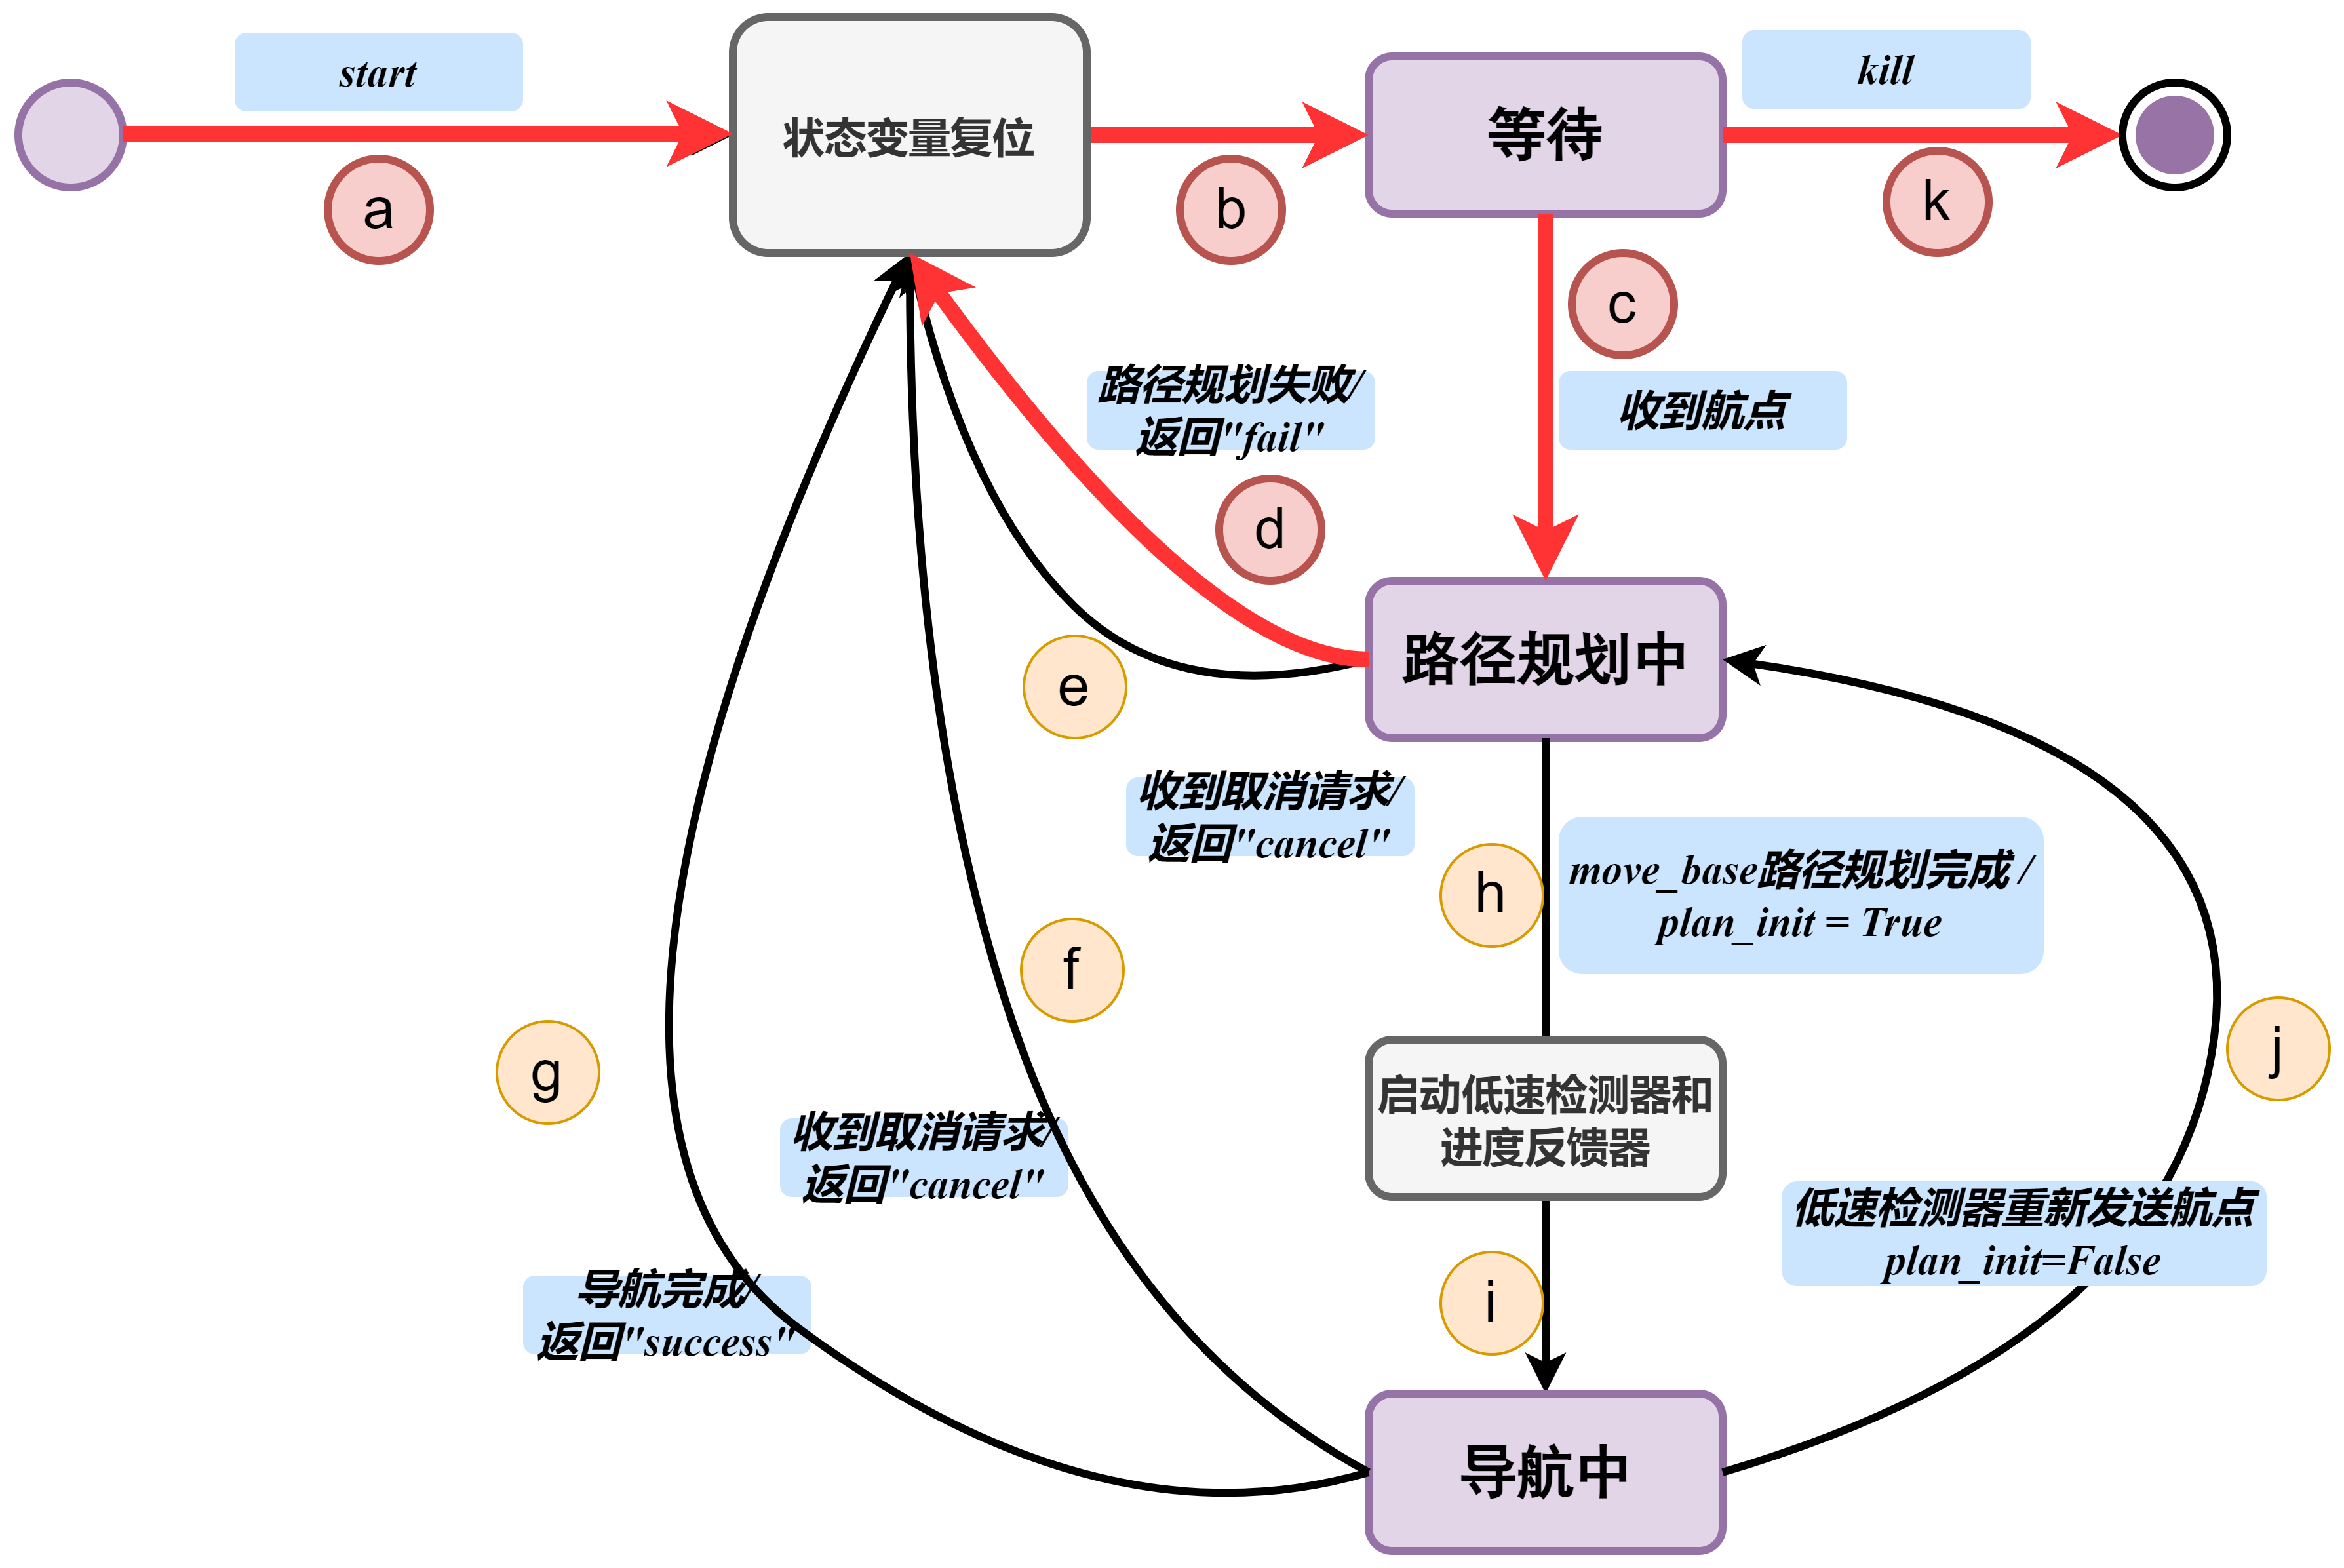 start
状态变量复位
等待
kill
a
b
k
c
路径规划失败/
返回"fail"
收到航点
d
路径规划中
e
收到取消请求/
返回"cancel"
h
move_base路径规划完成 /
plan_init = True
f
g
j
启动低速检测器和
进度反馈器
收到取消请求/
返回"cancel"
低速检测器重新发送航点
plan_init=False
导航完成/
返回"success"
i
导航中